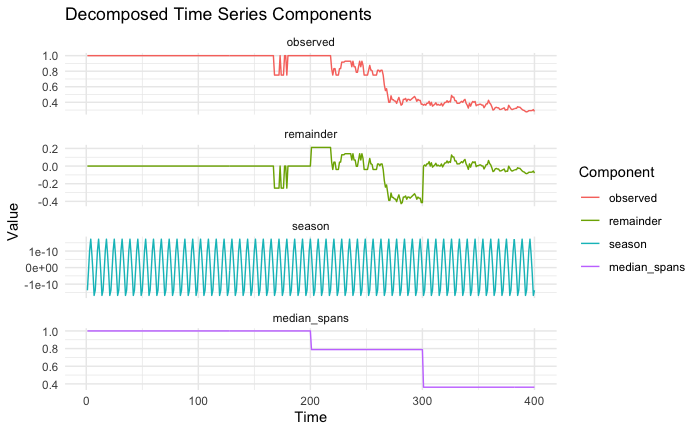 Decomposed Time Series Components
observed
1.0
0.8
0.6
0.4
remainder
0.2
0.0
-0.2
-0.4
season
1e-10
0e+00
-1e-10
median_spans
1.0
0.8
0.6
0.4
0
100
200
300
400
Time
Value
Component
observed
remainder
season
median_spans